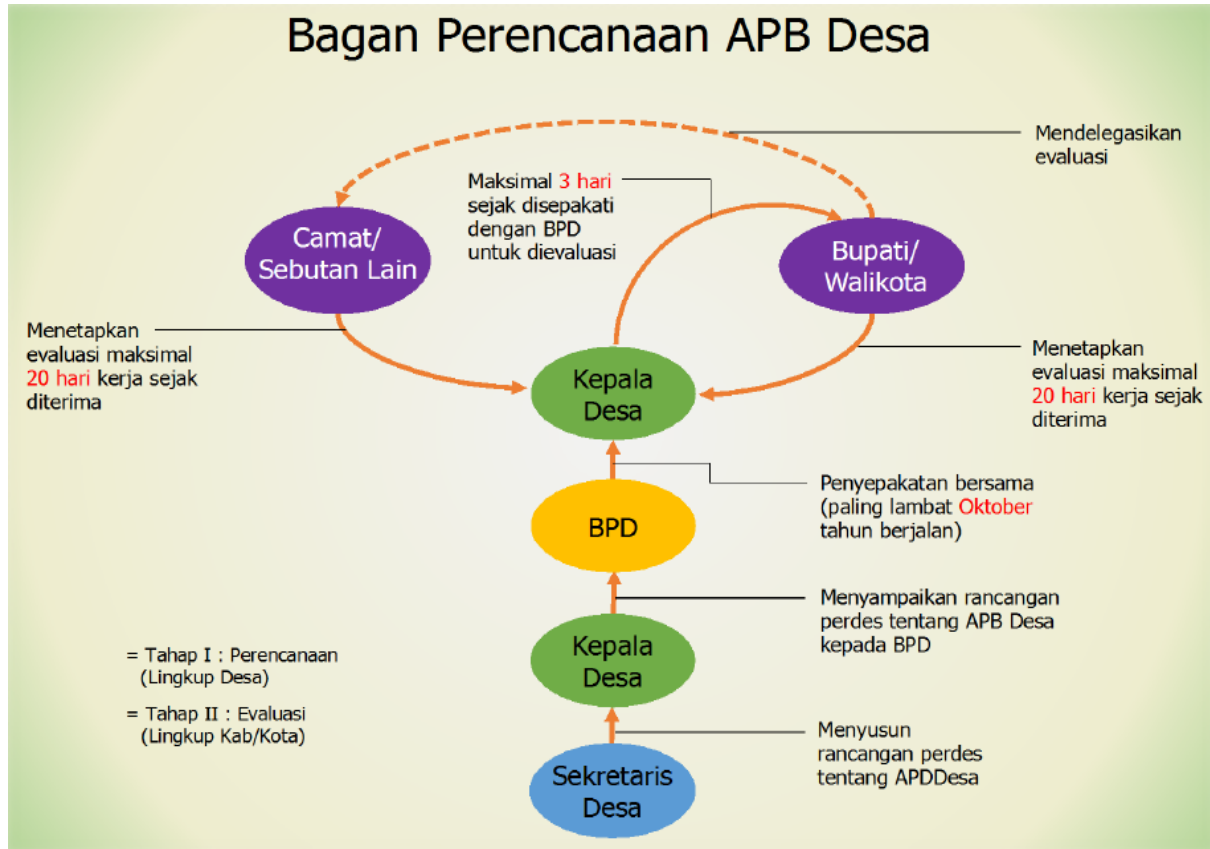 Bagan Perencanaan APB Desa
Mendelegasikan
evaluasi
Maksimal 3 hari
sejak disepakati
dengan BPD
untuk dievaluasi
Camat/
Sebutan Lain
Bupati/
Walikota
Menetapkan
evaluasi maksimal
20 hari kerja sejak
diterima
Menetapkan
evaluasi maksimal
20 hari kerja sejak
diterima
Kepala
Desa
Penyepakatan bersama
(paling lambat Oktober
tahun berjalan)
BPD
Menyampaikan rancangan
perdes tentang APB Desa
kepada BPD
Kepala
Desa
= Tahap I : Perencanaan
(Lingkup Desa)
= Tahap II : Evaluasi
(Lingkup Kab/Kota)
Menyusun
rancangan perdes
tentang APDDesa
Sekretaris
Desa